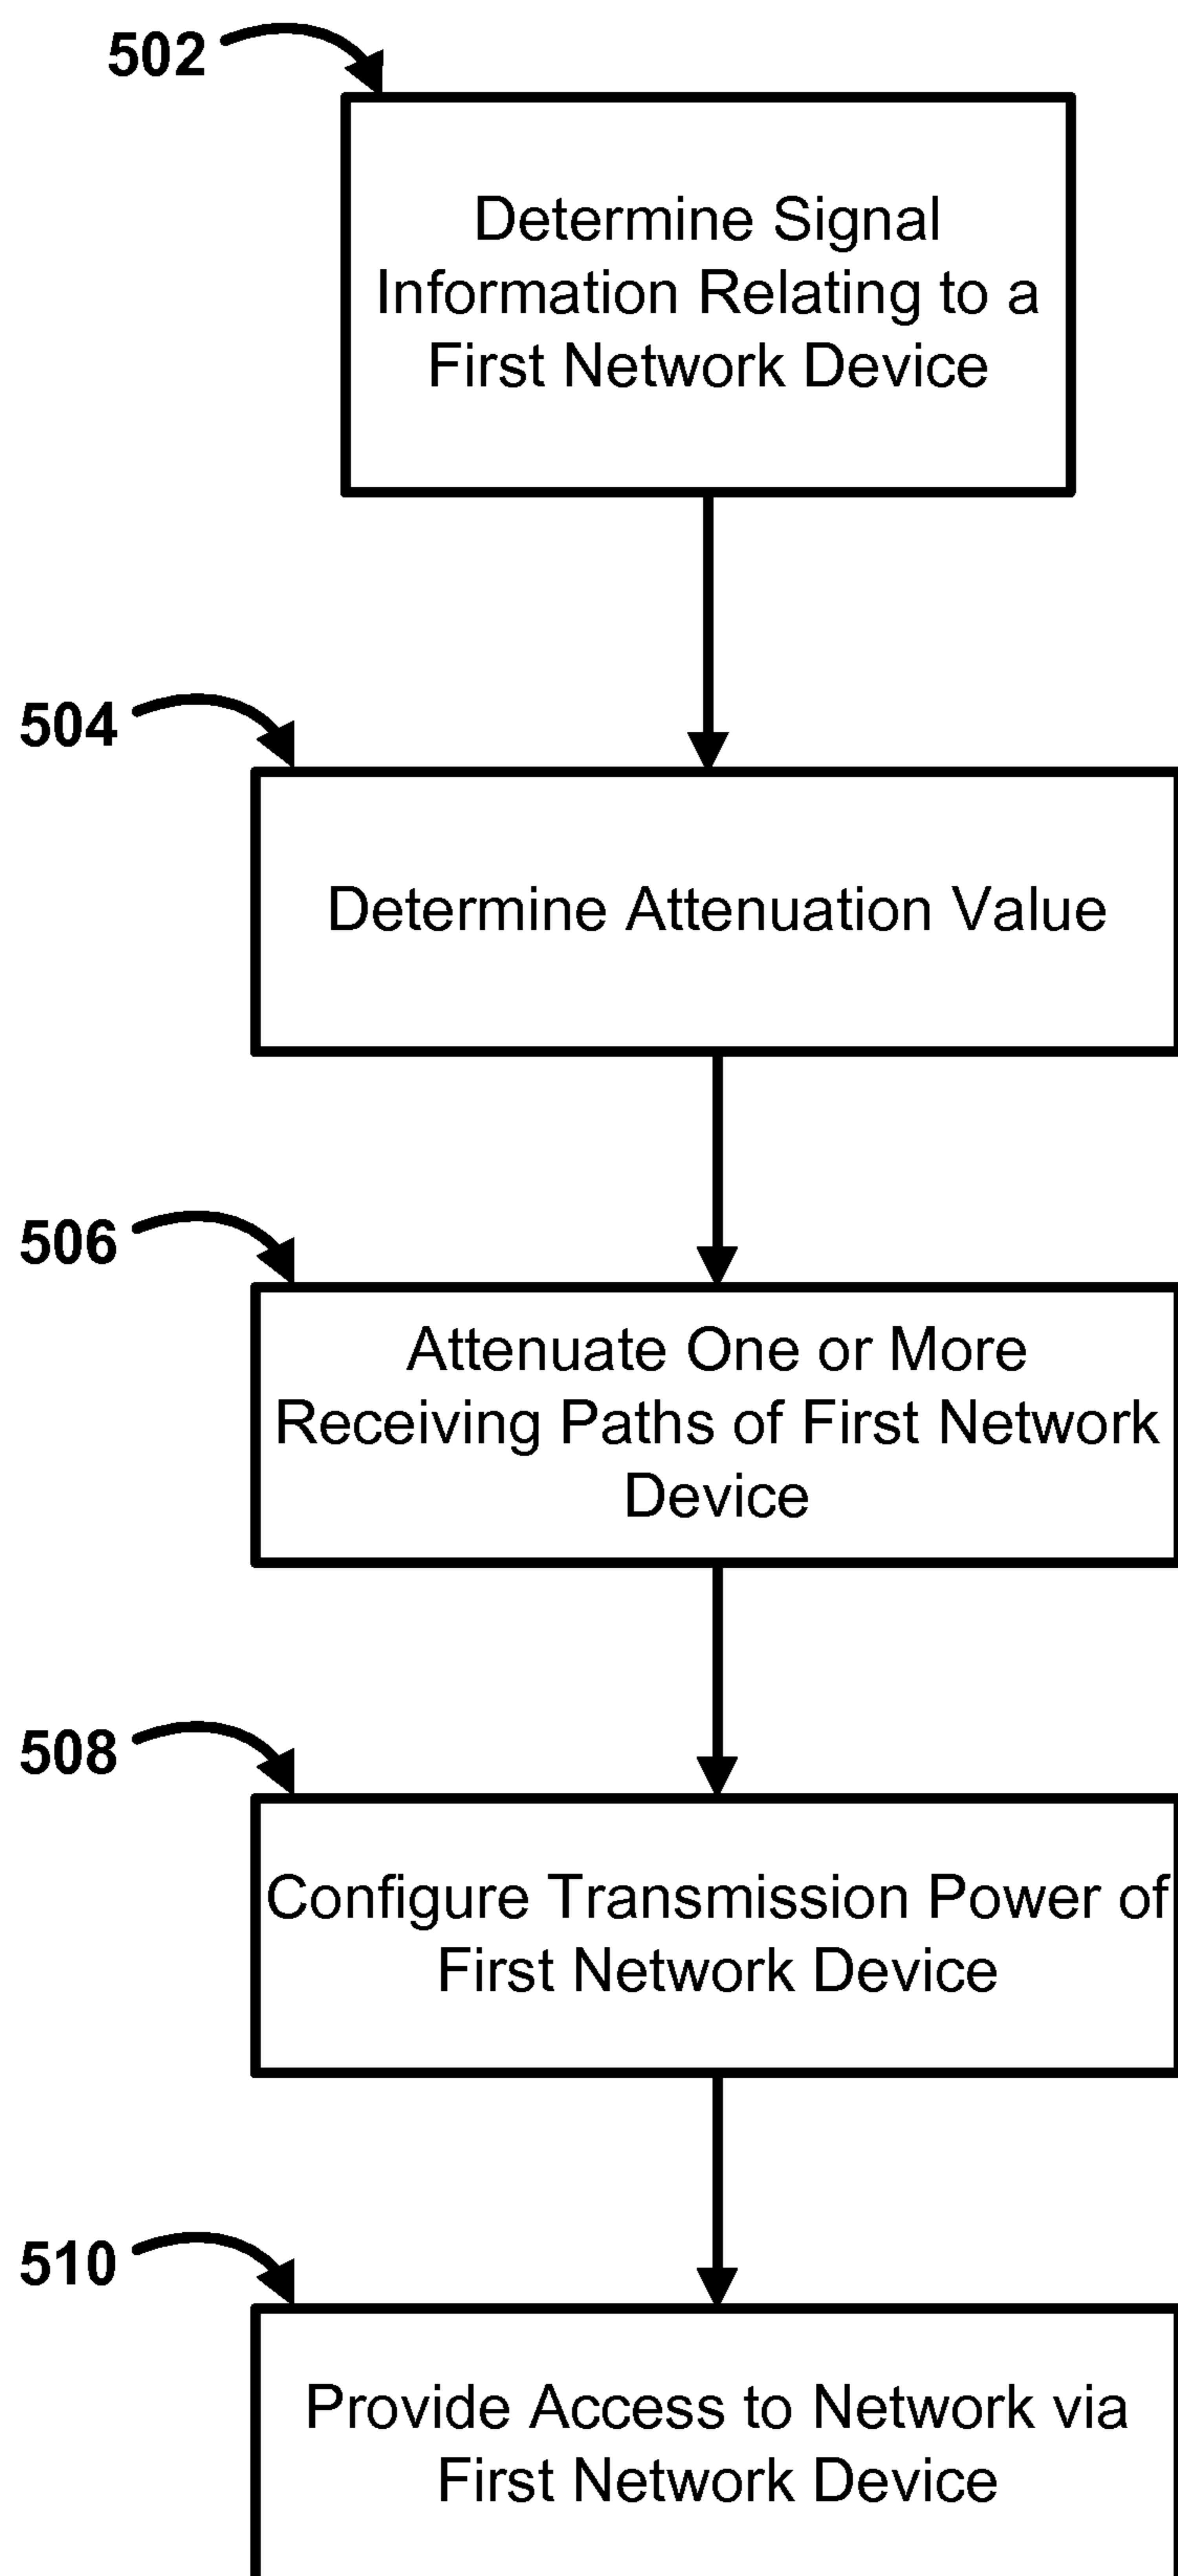 502
Determine Signal
Information Relating to a
First Network Device
504
Determine Attenuation Value
506
Attenuate One or More
Receiving Paths of First Network
Device
508
Configure Transmission Power of
First Network Device
510
Provide Access to Network via
First Network Device